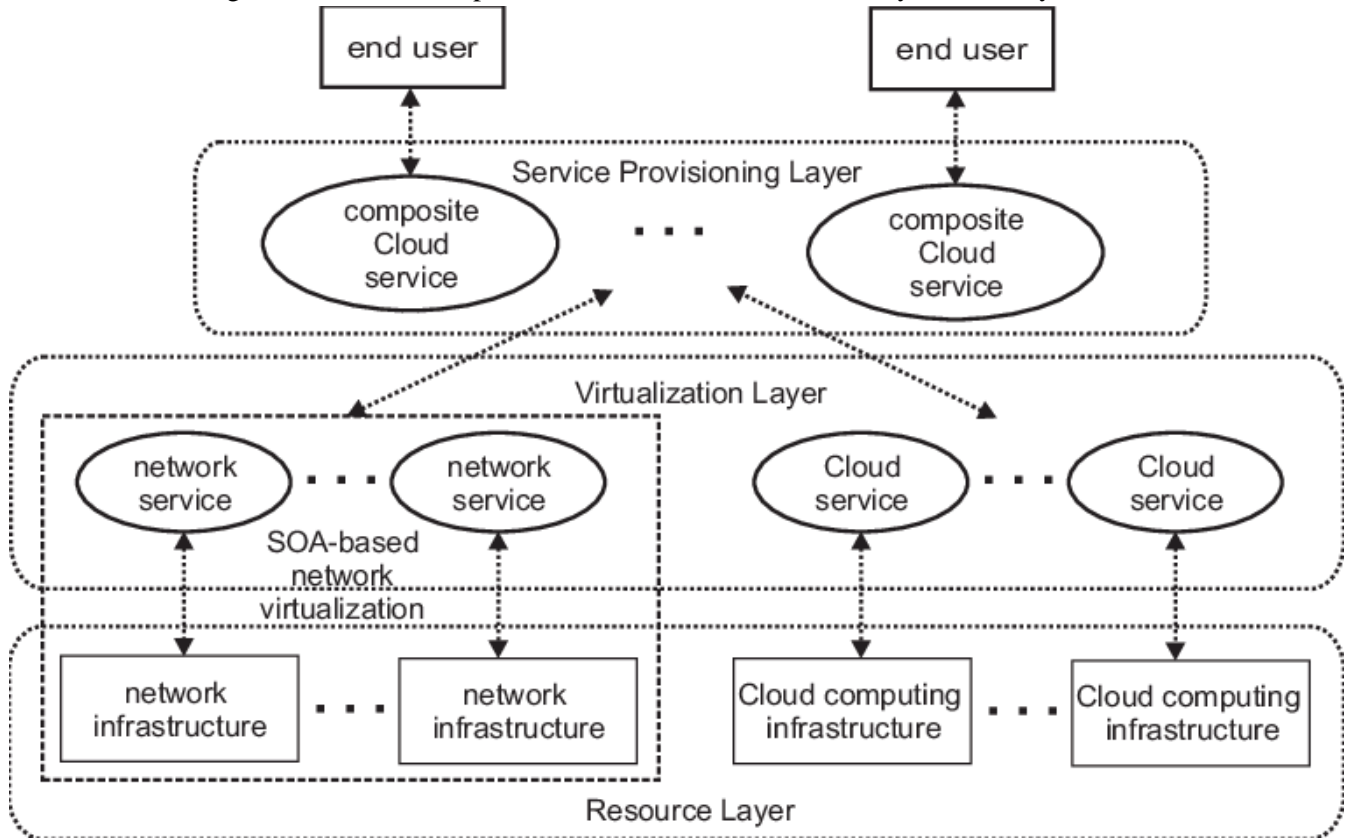 end user
end user
Service Provisioning Layer
composite
Cloud
service
composite
Cloud
service
Virtualization Layer
network
service
network
service
Cloud
service
Cloud
service
SOA-based
network
virtualization
network
infrastructure
network
infrastructure
Cloud computing
infrastructure
Cloud computing
infrastructure
Resource Layer